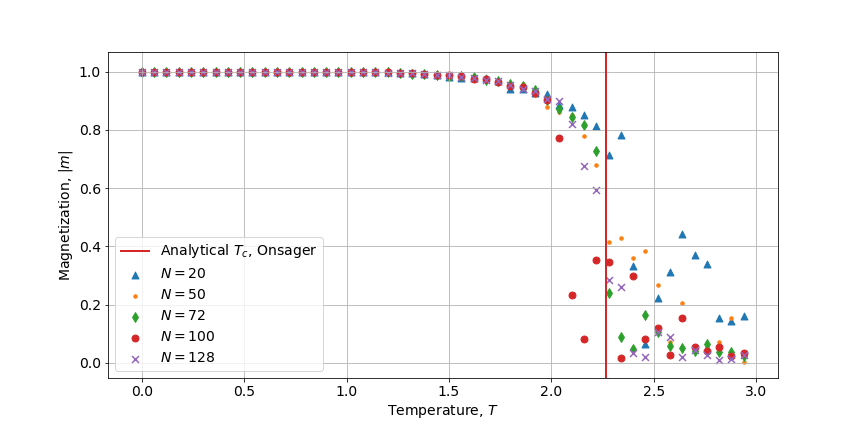 1.0
0.8
0.6
0.4
0.2
0.0
Magnetization, |m|
Analytical T_c, Onsager
N = 20
N = 50
N = 72
N = 100
N = 128
0.0 0.5 1.0 1.5 2.0 2.5 3.0
Temperature, T